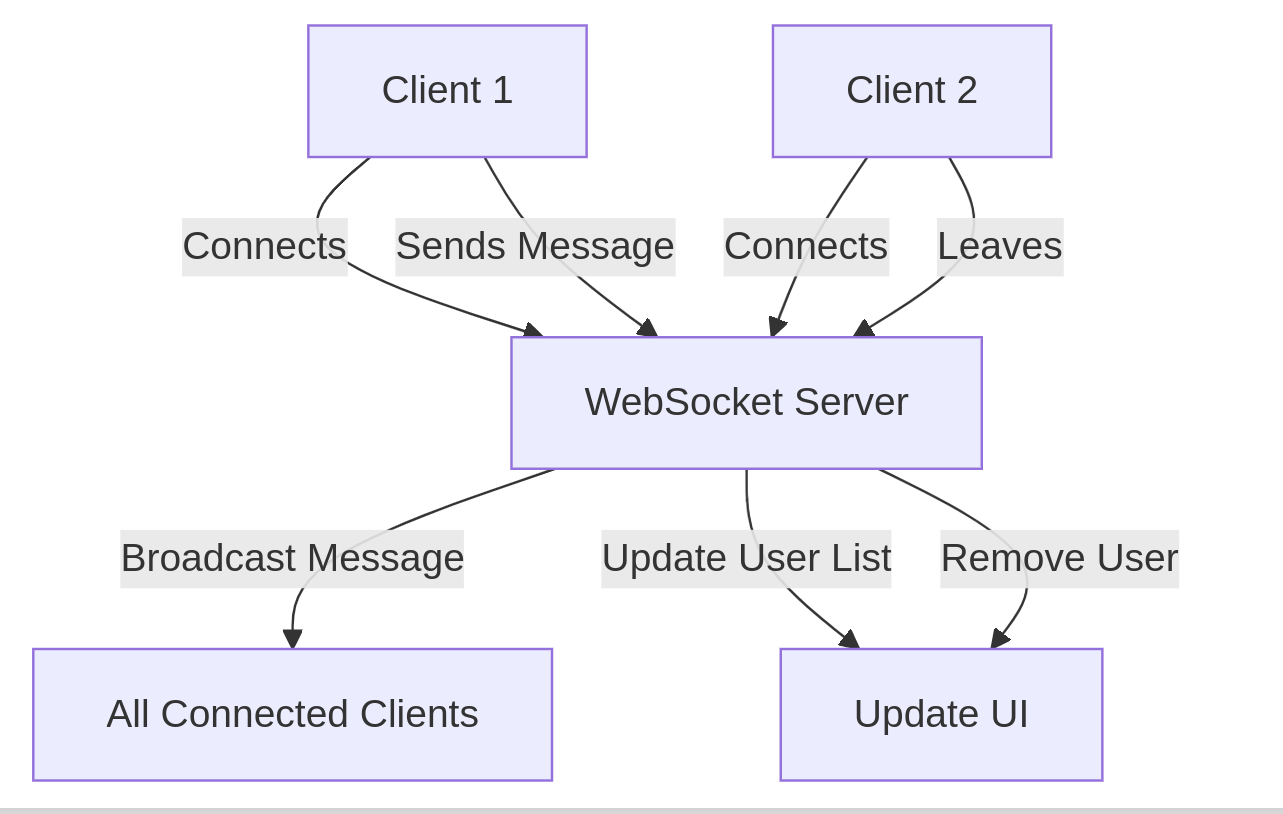 Client 1
Client 2
Connects
Sends Message
Connects
Leaves
WebSocket Server
Broadcast Message
Update User List
Remove User
All Connected Clients
Update UI